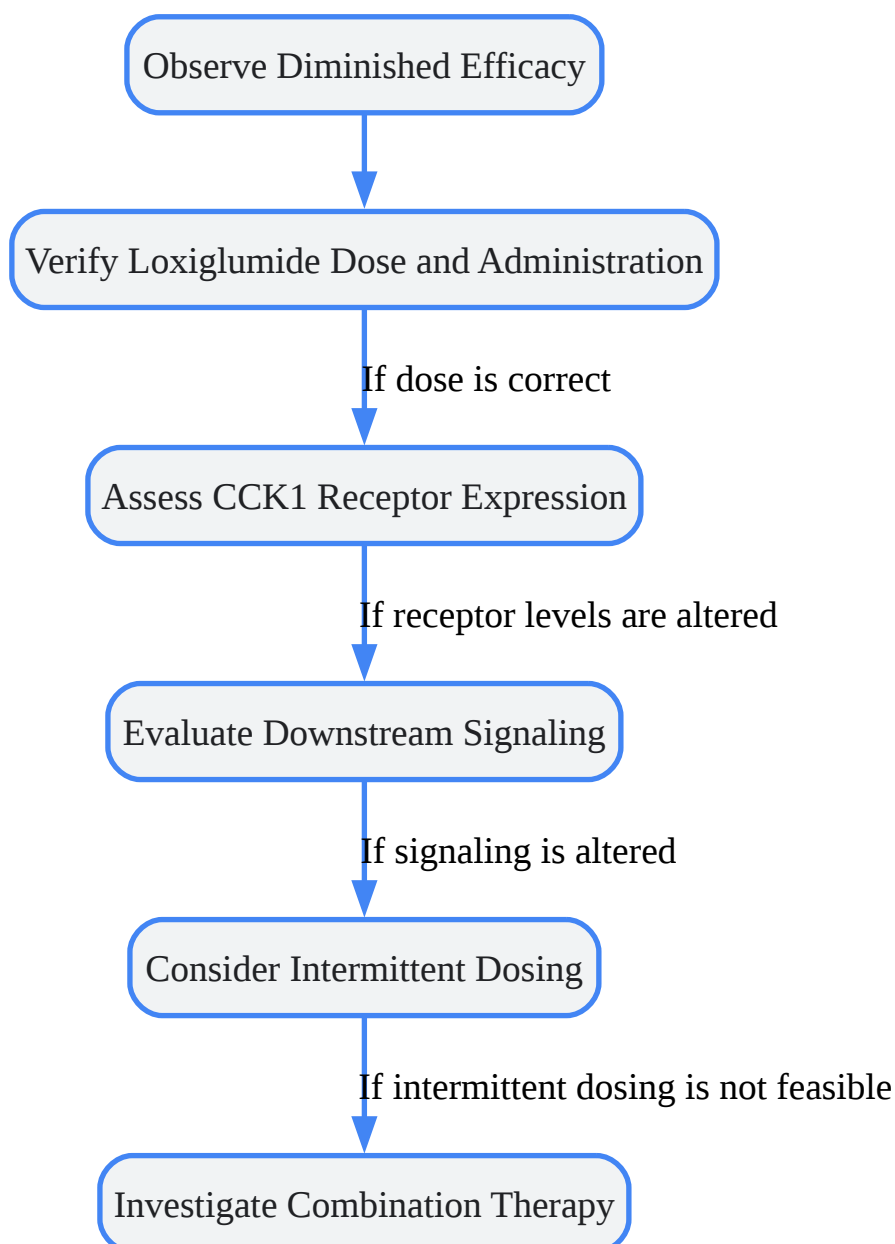 Observe Diminished Efficacy
Verify Loxiglumide Dose and Administration
If dose is correct
Assess CCK1 Receptor Expression
If receptor levels are altered
Evaluate Downstream Signaling
If signaling is altered
Consider Intermittent Dosing
If intermittent dosing is not feasible
Investigate Combination Therapy